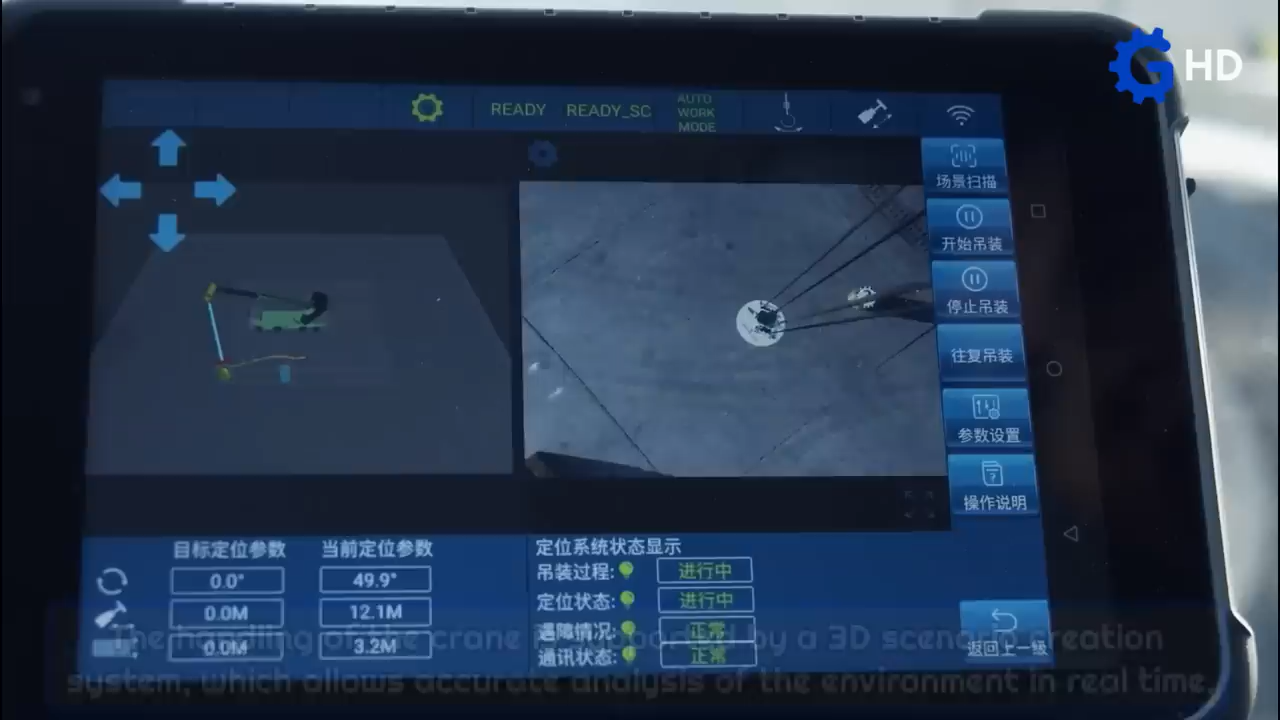 G HD
READY READY_SC AUTO WORK MODE
场景扫描
开始吊装
停止吊装
往复吊装
参数设置
操作说明
返回上一级
目标定位参数 当前定位参数
0.0° 49.9°
0.0M 12.1M
0.0M 3.2M
定位系统状态显示
吊装过程: 进行中
定位状态: 进行中
遇障情况: 正常
通讯状态: 正常
The handling of the crane by a 3D scenario creation
system, which allows accurate analysis of the environment in real time,